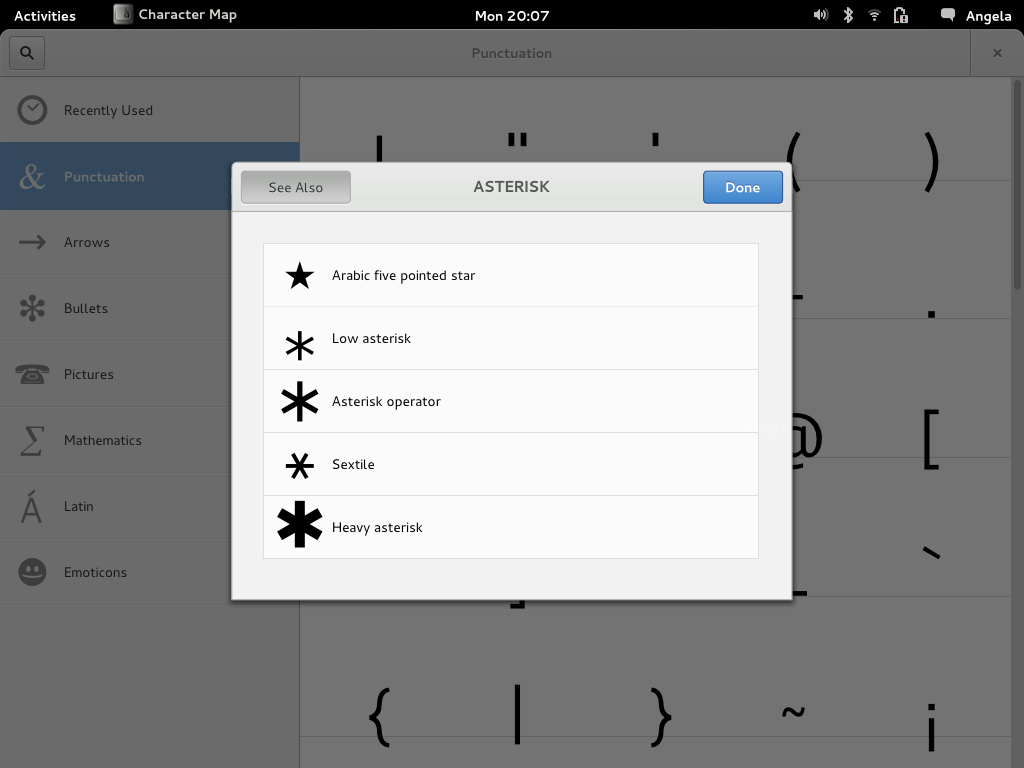 Activities Character Map Mon 20:07 Angela
Punctuation ×
Recently Used
Punctuation
Arrows
Bullets
Pictures
Mathematics
Latin
Emoticons
See Also ASTERISK Done
★ Arabic five pointed star
⁎ Low asterisk
∗ Asterisk operator
⚹ Sextile
✱ Heavy asterisk
" ' ( )
.
@ [
`
{ | } ~ ¡